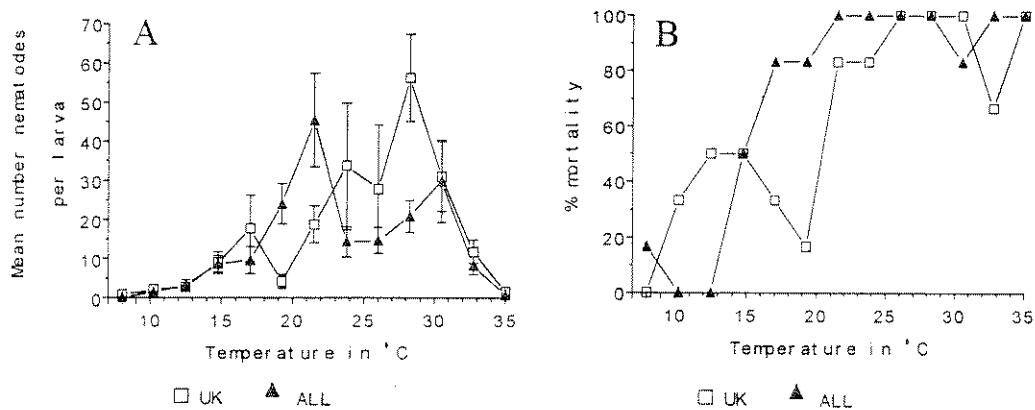 A
Mean number nematodes
per larva
70
60
50
40
30
20
10
0
10 15 20 25 30 35
Temperature in °C
UK ALL
B
% mortality
100
80
60
40
20
0
10 15 20 25 30 35
Temperature in °C
UK ALL